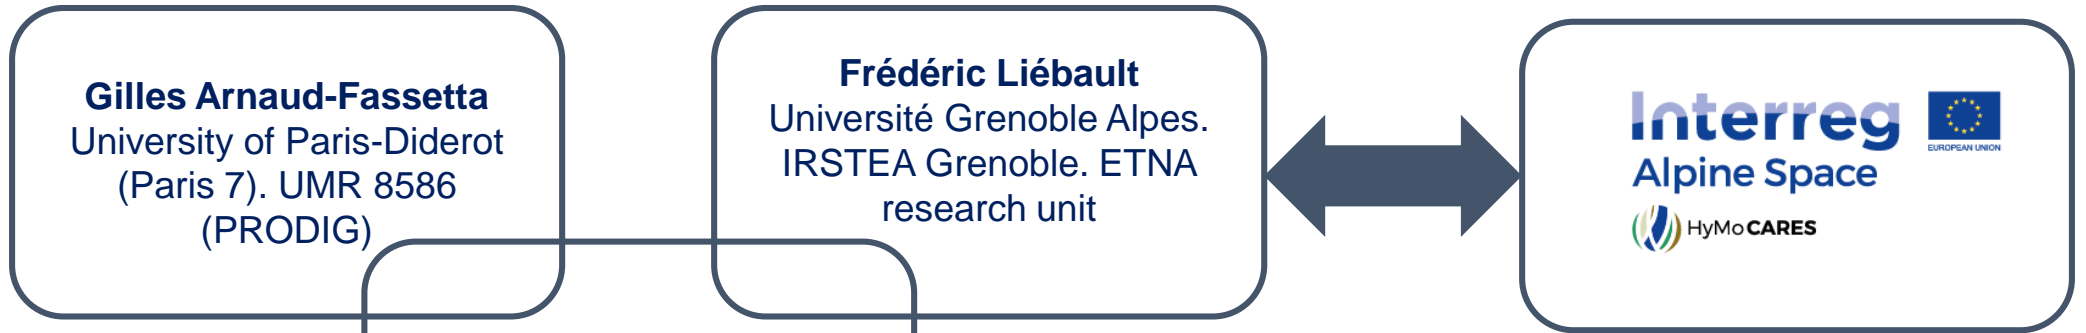 Gilles Arnaud-Fassetta
University of Paris-Diderot
(Paris 7). UMR 8586
(PRODIG)
Frédéric Liébault
Université Grenoble Alpes.
IRSTEA Grenoble. ETNA
research unit
Interreg
EUROPEAN UNION
Alpine Space
HyMoCARES